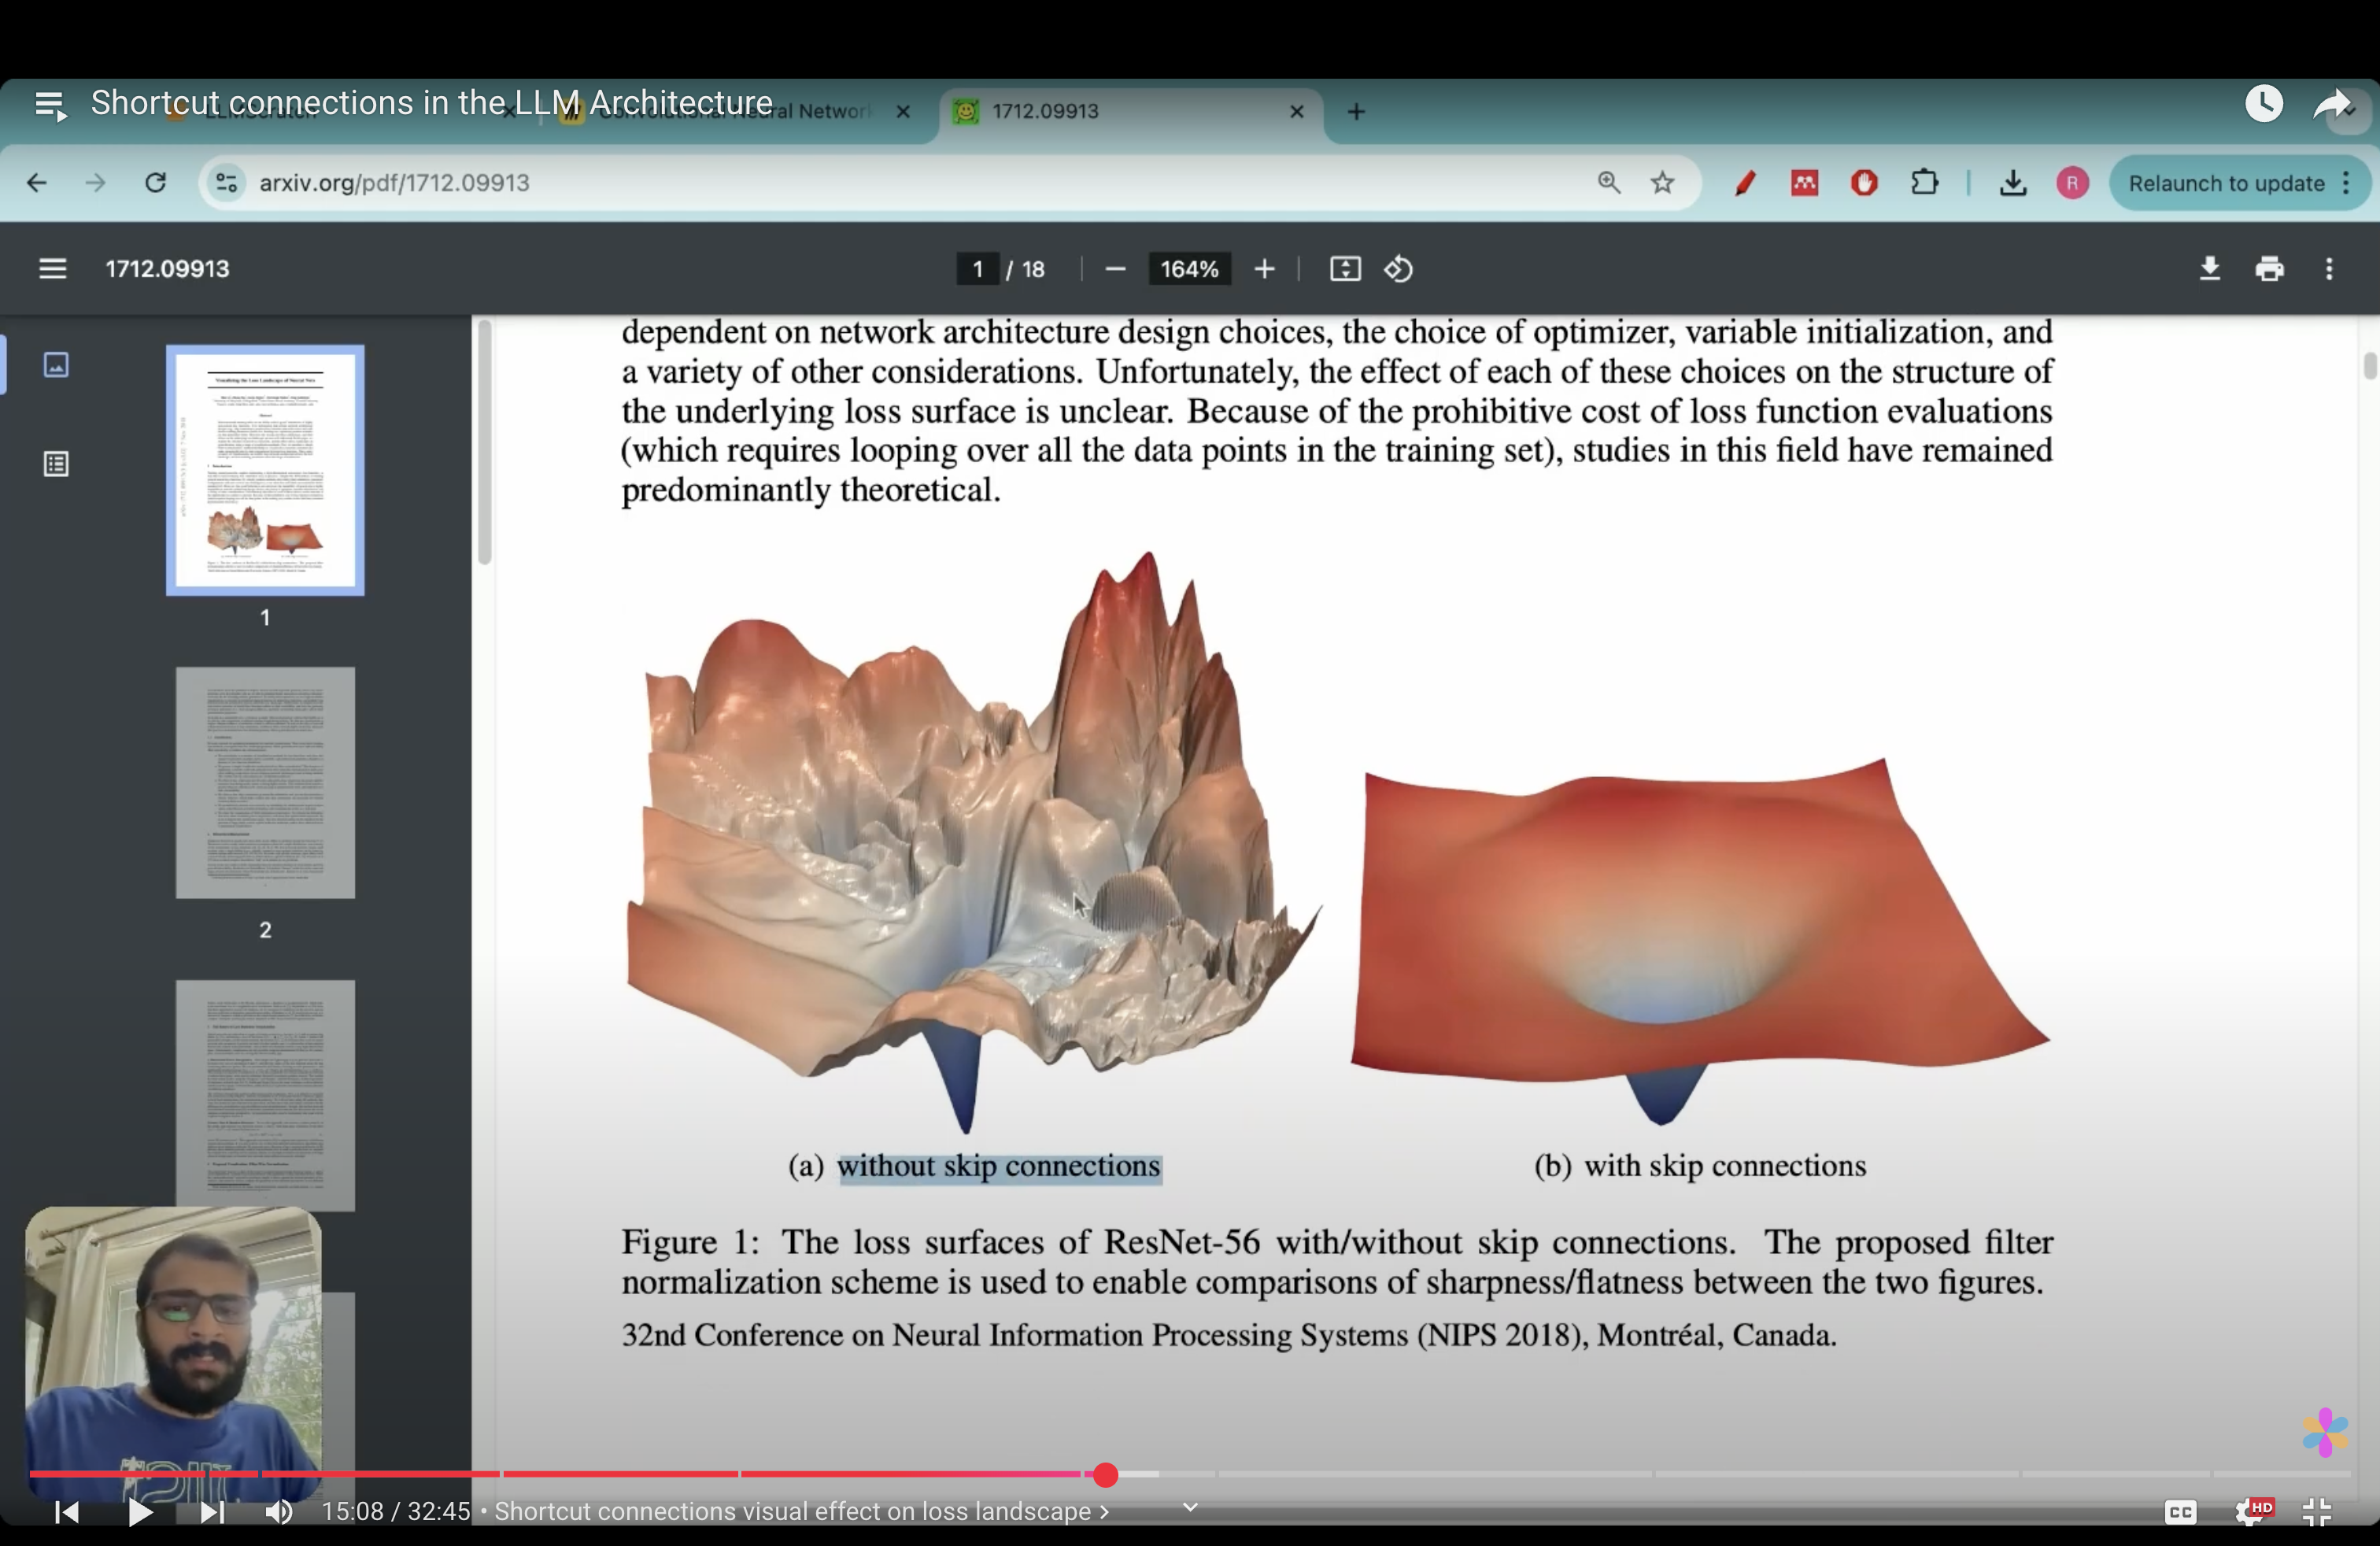 Shortcut connections in the LLM Architecture
1712.09913
arxiv.org/pdf/1712.09913
R
Relaunch to update
1712.09913
1 / 18
164%
dependent on network architecture design choices, the choice of optimizer, variable initialization, and
a variety of other considerations. Unfortunately, the effect of each of these choices on the structure of
the underlying loss surface is unclear. Because of the prohibitive cost of loss function evaluations
(which requires looping over all the data points in the training set), studies in this field have remained
predominantly theoretical.
1
2
(a) without skip connections
(b) with skip connections
Figure 1: The loss surfaces of ResNet-56 with/without skip connections. The proposed filter
normalization scheme is used to enable comparisons of sharpness/flatness between the two figures.
32nd Conference on Neural Information Processing Systems (NIPS 2018), Montréal, Canada.
15:08 / 32:45 • Shortcut connections visual effect on loss landscape
CC
HD